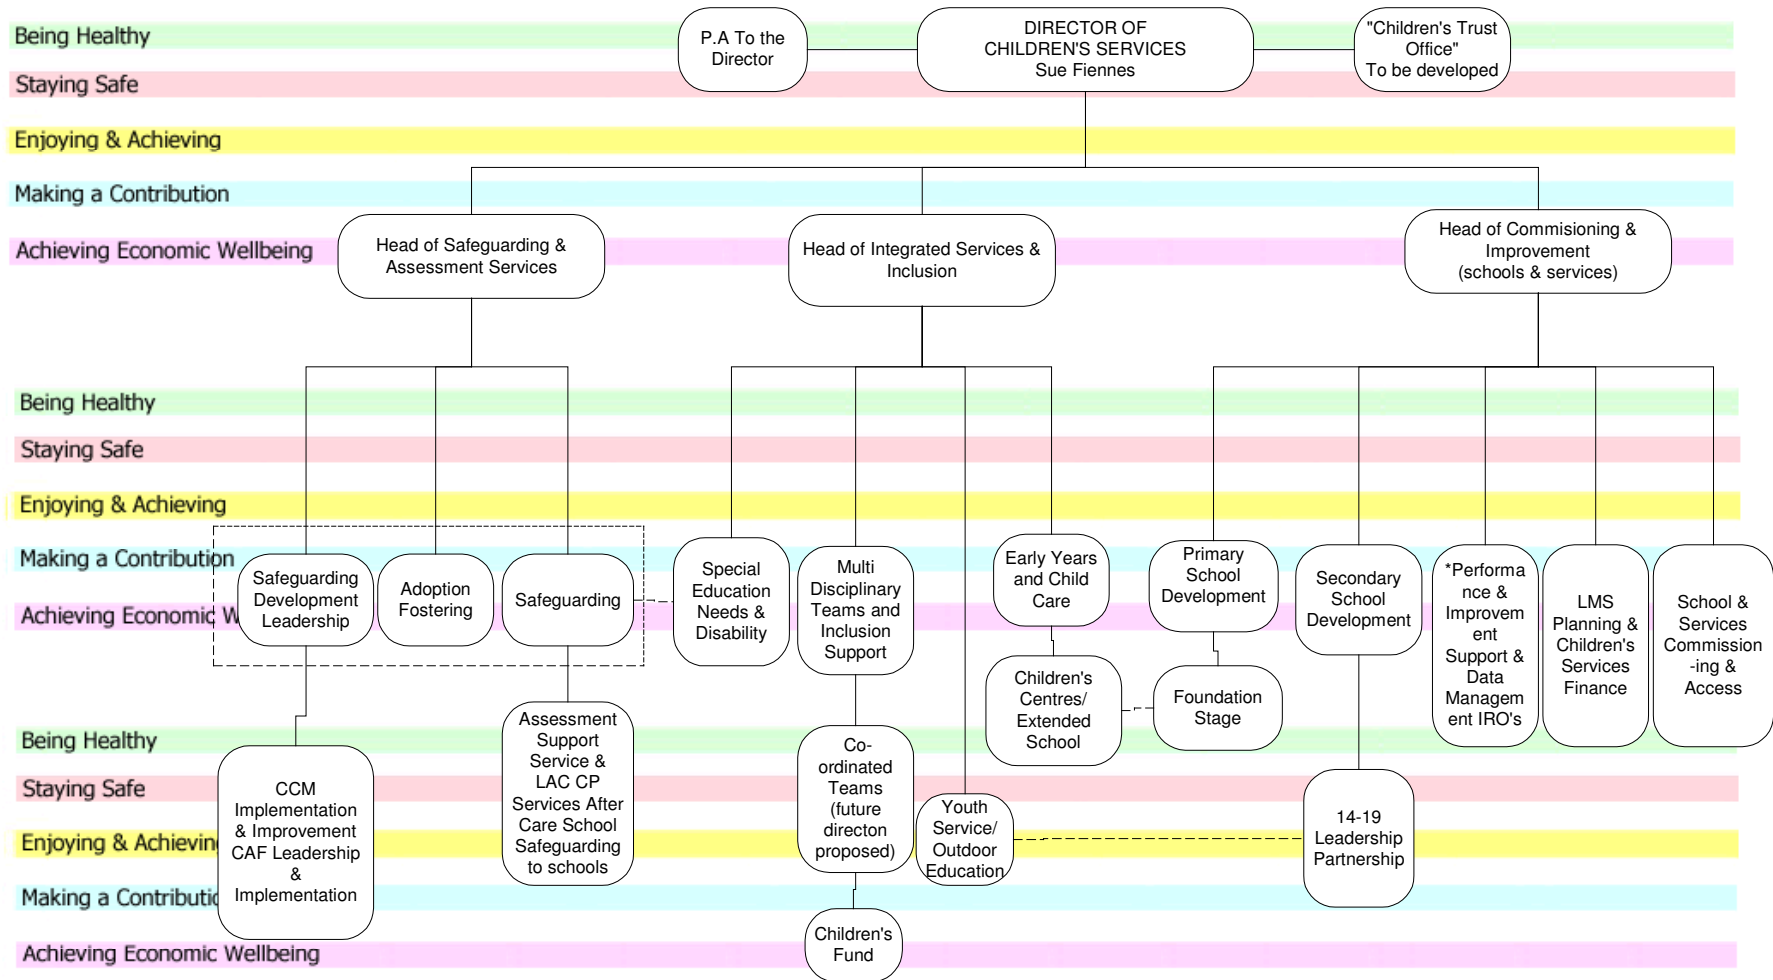 Being Healthy
P.A To the
Director
DIRECTOR OF
CHILDREN'S SERVICES
Sue Fiennes
"Children's Trust
Office"
To be developed
Staying Safe
Enjoying & Achieving
Making a Contribution
Achieving Economic Wellbeing
Head of Safeguarding &
Assessment Services
Head of Integrated Services &
Inclusion
Head of Commisioning &
Improvement
(schools & services)
Being Healthy
Staying Safe
Enjoying & Achieving
Making a Contribution
Achieving Economic W
Safeguarding
Development
Leadership
Adoption
Fostering
Safeguarding
Special
Education
Needs &
Disability
Multi
Disciplinary
Teams and
Inclusion
Support
Early Years
and Child
Care
Primary
School
Development
Secondary
School
Development
*Performa
nce &
Improvem
ent
Support &
Data
Managem
ent IRO's
LMS
Planning &
Children's
Services
Finance
School &
Services
Commission
-ing &
Access
Children's
Centres/
Extended
School
Foundation
Stage
Being Healthy
Staying Safe
Enjoying & Achieving
Making a Contributio
Achieving Economic Wellbeing
CCM
Implementation
& Improvement
CAF Leadership
&
Implementation
Assessment
Support
Service &
LAC CP
Services After
Care School
Safeguarding
to schools
Co-
ordinated
Teams
(future
directon
proposed)
Youth
Service/
Outdoor
Education
14-19
Leadership
Partnership
Children's
Fund